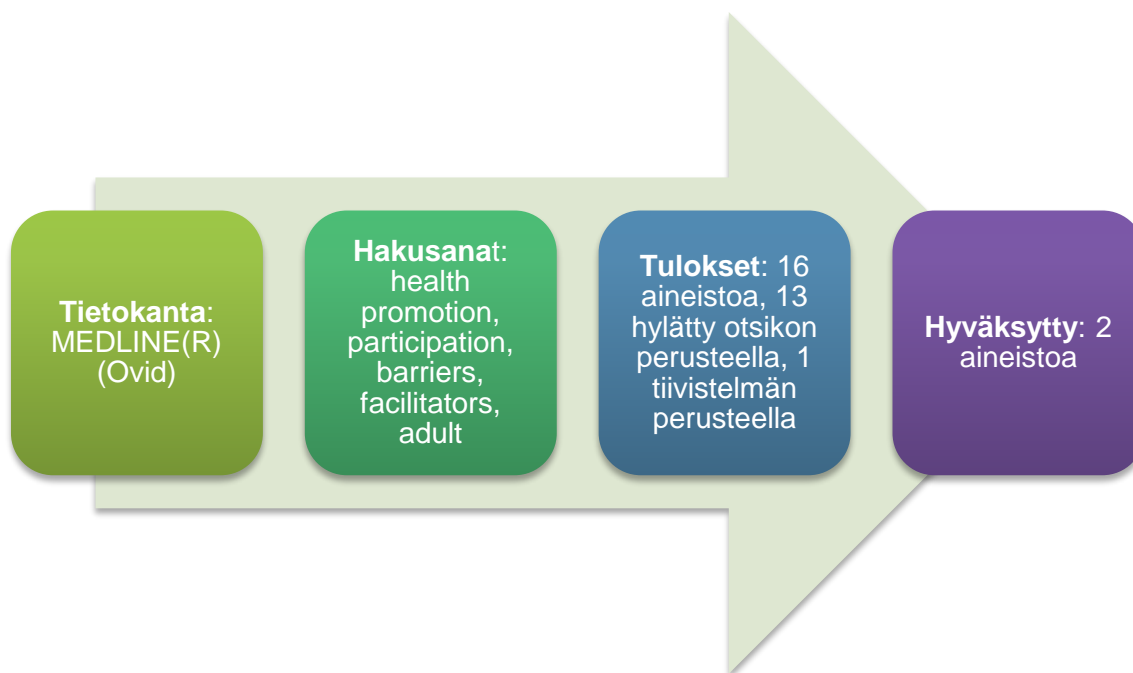 Tietokanta:
MEDLINE(R)
(Ovid)
Hakusanat:
health
promotion,
participation,
barriers,
facilitators,
adult
Tulokset: 16
aineistoa, 13
hylätty otsikon
perusteella, 1
tiivistelmän
perusteella
Hyväksytty: 2
aineistoa